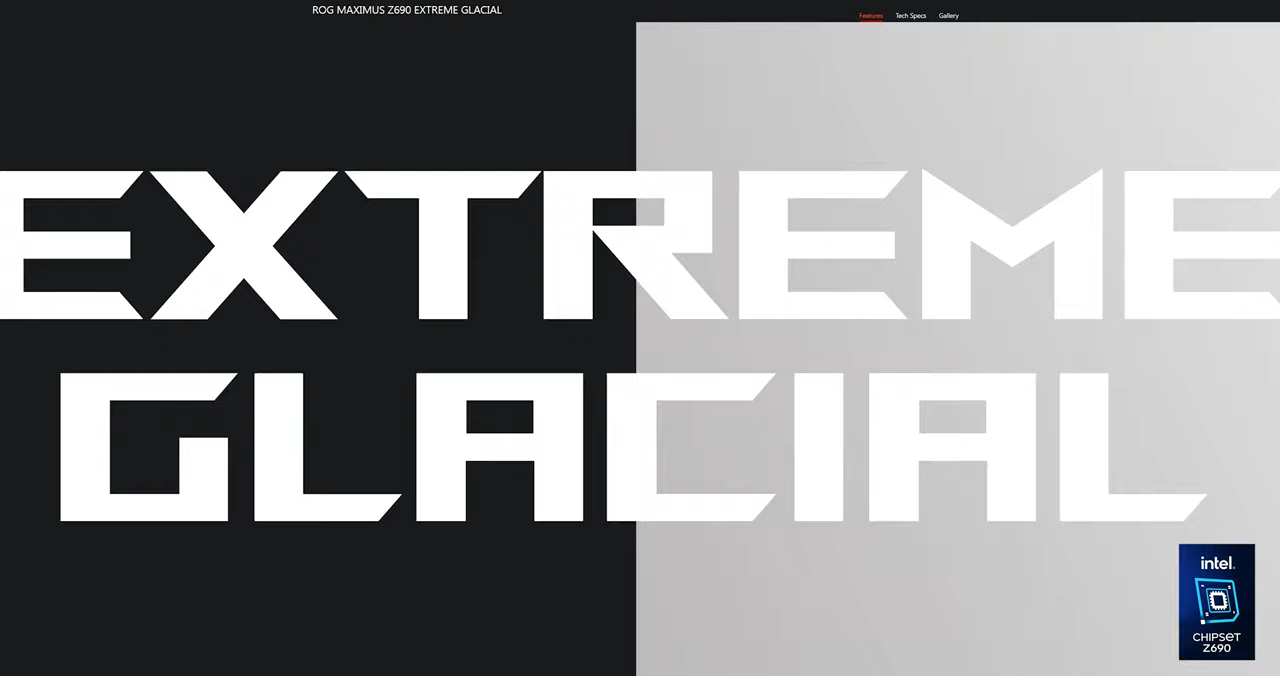 ROG MAXIMUS Z690 EXTREME GLACIAL
Features Tech Specs Gallery
EXTREME
GLACIAL
intel.
CHIPSET
Z690